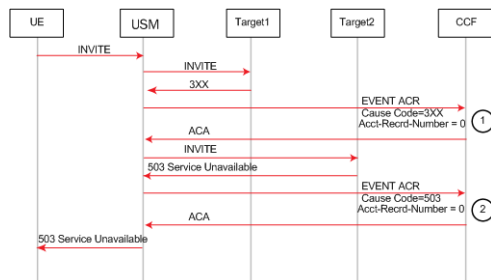 UE
USM
Target1
Target2
CCF
INVITE
INVITE
3XX
EVENT ACR
Cause Code=3XX
Acct-Recrd-Number = 0
1
ACA
INVITE
503 Service Unavailable
EVENT ACR
Cause Code=503
Acct-Recrd-Number = 0
2
ACA
503 Service Unavailable